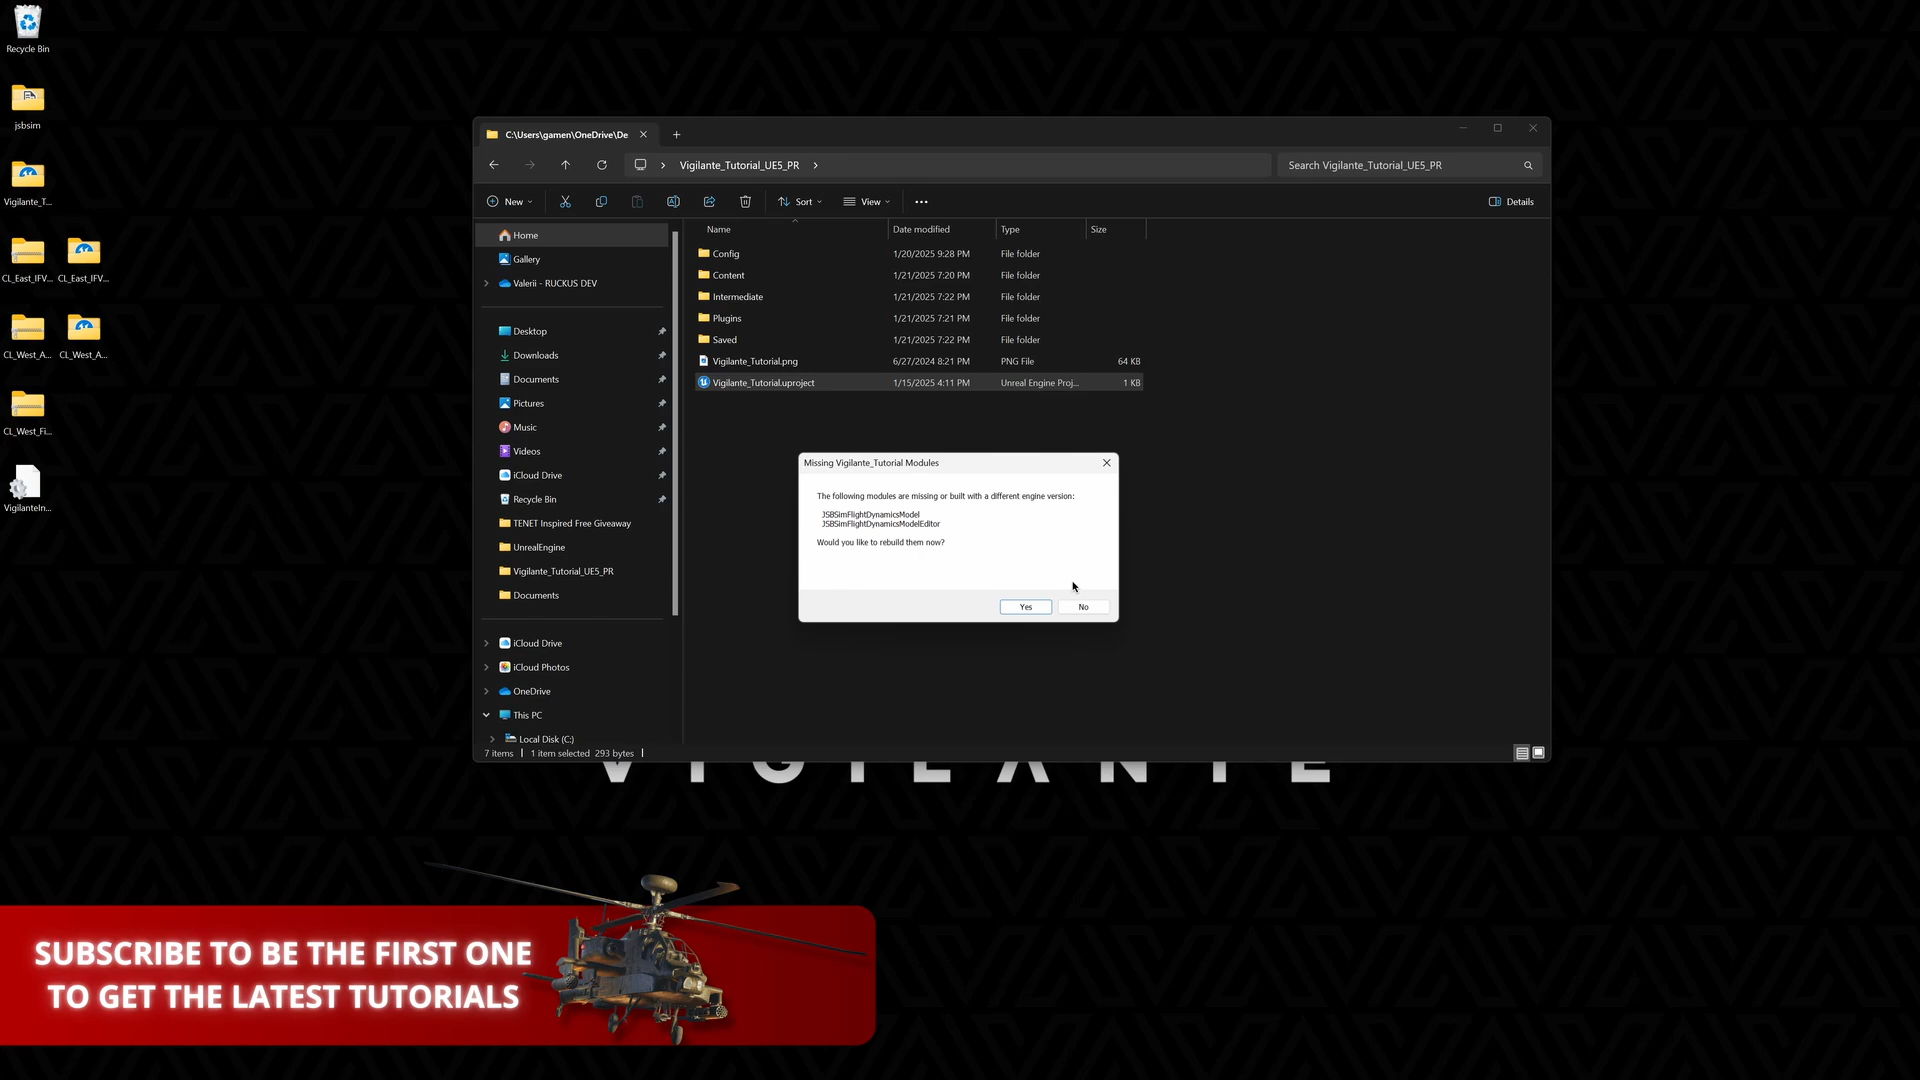 Recycle Bin
jsbsim
Vigilante_T...
CL_East_IFV...
CL_East_IFV...
CL_West_A...
CL_West_A...
CL_West_Fi...
VigilanteIn...
C:\Users\gamen\OneDrive\De
Vigilante_Tutorial_UE5_PR
Search Vigilante_Tutorial_UE5_PR
New
Sort
View
Details
Home
Gallery
Valerii - RUCKUS DEV
Desktop
Downloads
Documents
Pictures
Music
Videos
iCloud Drive
Recycle Bin
TENET Inspired Free Giveaway
UnrealEngine
Vigilante_Tutorial_UE5_PR
Documents
iCloud Drive
iCloud Photos
OneDrive
This PC
Local Disk (C:)
Name Date modified Type Size
Config 1/20/2025 9:28 PM File folder
Content 1/21/2025 7:20 PM File folder
Intermediate 1/21/2025 7:22 PM File folder
Plugins 1/21/2025 7:21 PM File folder
Saved 1/21/2025 7:22 PM File folder
Vigilante_Tutorial.png 6/27/2024 8:21 PM PNG File 64 KB
Vigilante_Tutorial.uproject 1/15/2025 4:11 PM Unreal Engine Proj... 1 KB
Missing Vigilante_Tutorial Modules
The following modules are missing or built with a different engine version:
JSBSimFlightDynamicsModel
JSBSimFlightDynamicsModelEditor
Would you like to rebuild them now?
Yes
No
7 items 1 item selected 293 bytes
VIGILANTE
SUBSCRIBE TO BE THE FIRST ONE
TO GET THE LATEST TUTORIALS